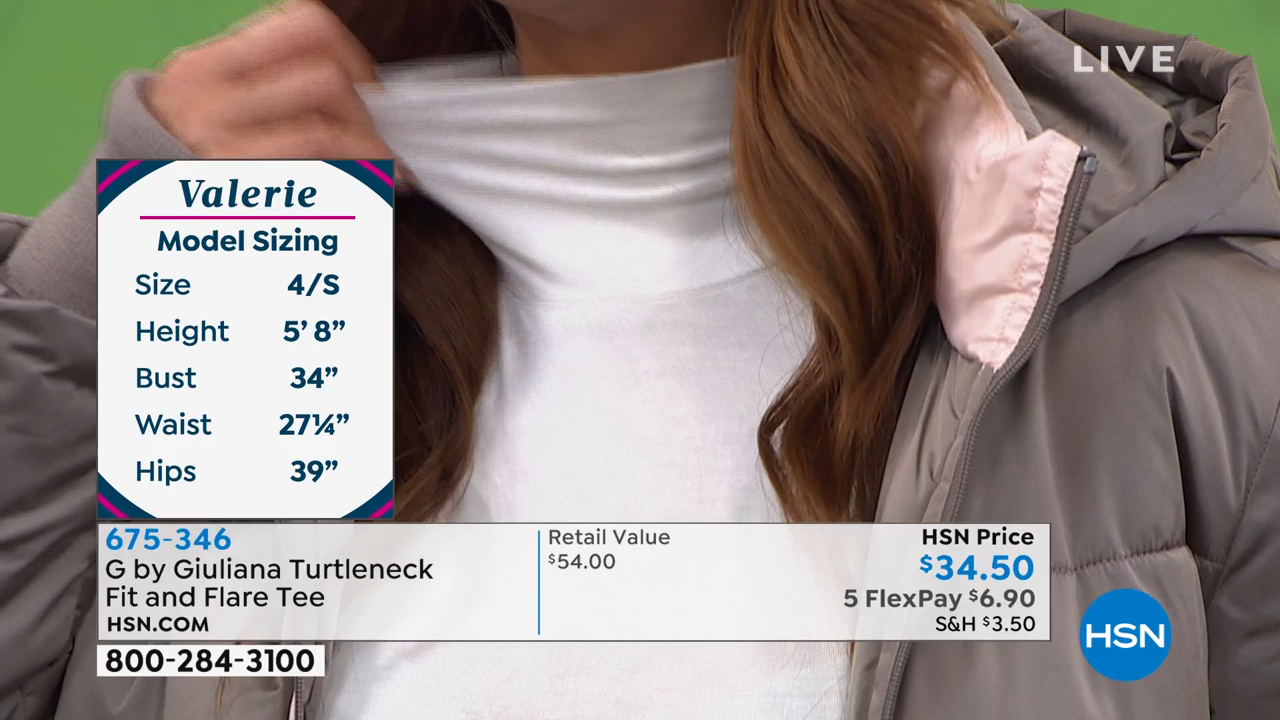 LIVE
Valerie
Model Sizing
Size 4/S
Height 5’ 8”
Bust 34”
Waist 27¼”
Hips 39”
675-346
G by Giuliana Turtleneck
Fit and Flare Tee
HSN.COM
Retail Value
$54.00
HSN Price
$34.50
5 FlexPay $6.90
S&H $3.50
800-284-3100
HSN